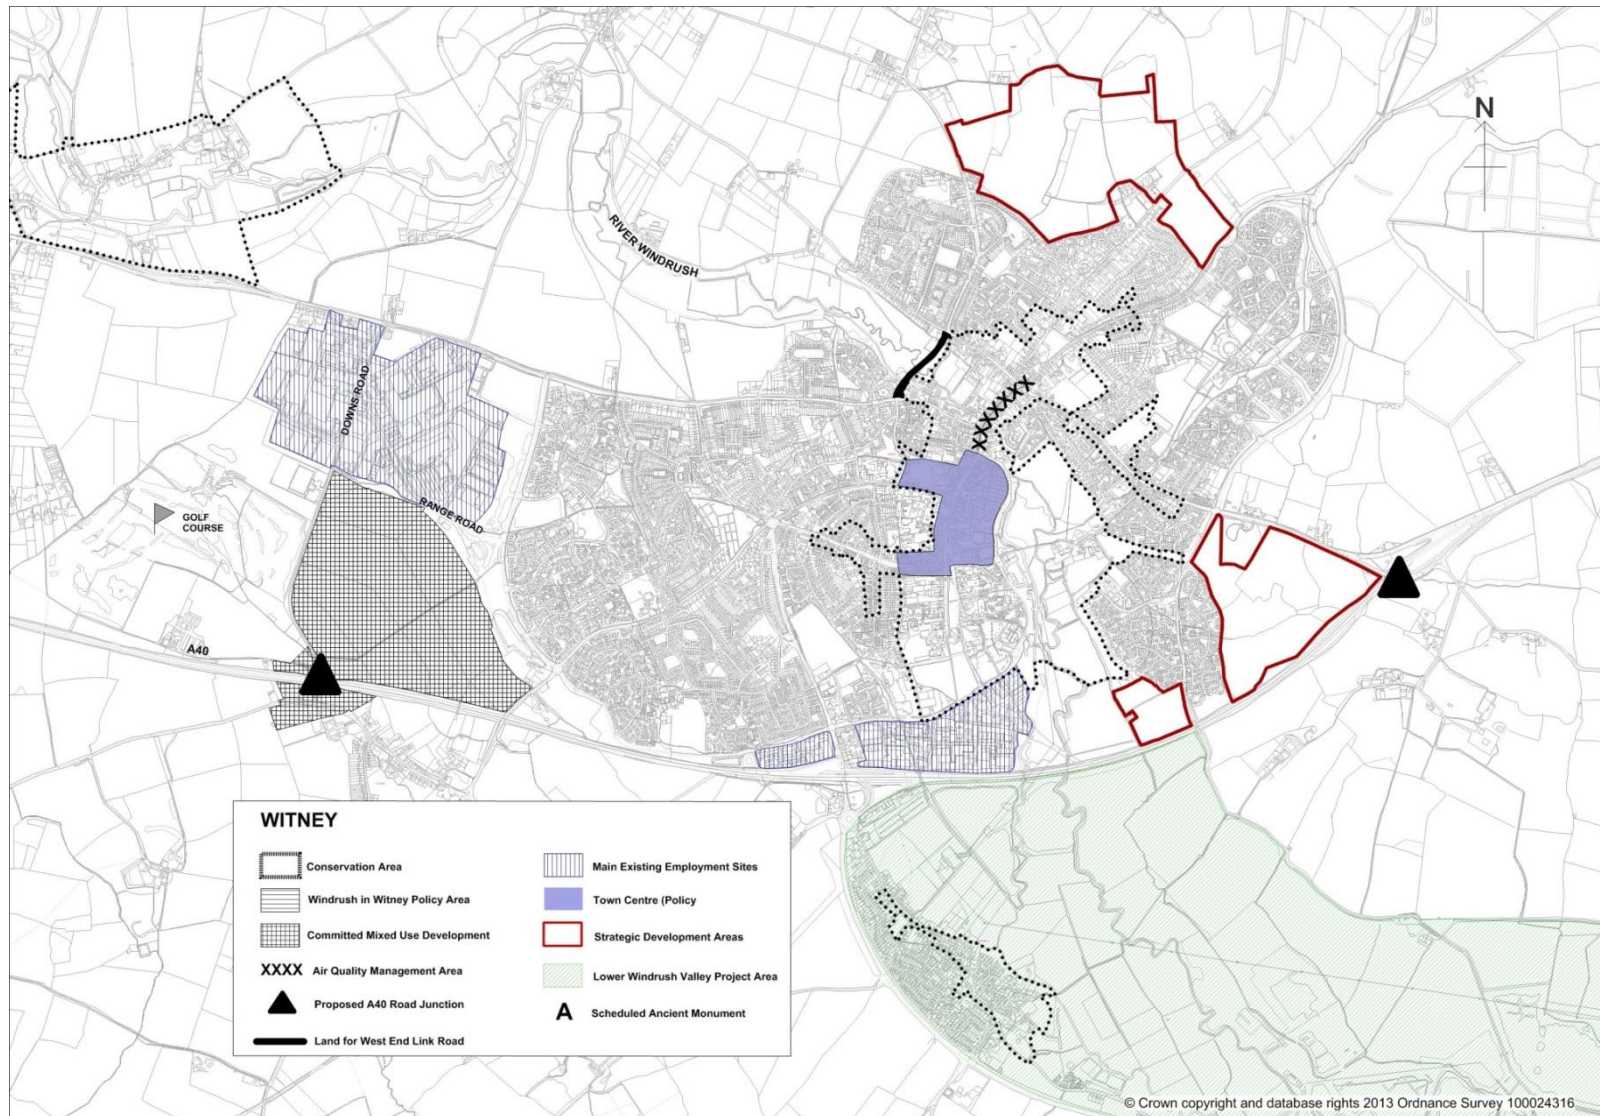 N
RIVER WINDRUSH
DOWNS ROAD
RANGE ROAD
GOLF
COURSE
XXXXXXX
A40
WITNEY
Conservation Area
Windrush in Witney Policy Area
Committed Mixed Use Development
XXXX Air Quality Management Area
Proposed A40 Road Junction
Land for West End Link Road
Main Existing Employment Sites
Town Centre (Policy
Strategic Development Areas
Lower Windrush Valley Project Area
A Scheduled Ancient Monument
© Crown copyright and database rights 2013 Ordnance Survey 100024316